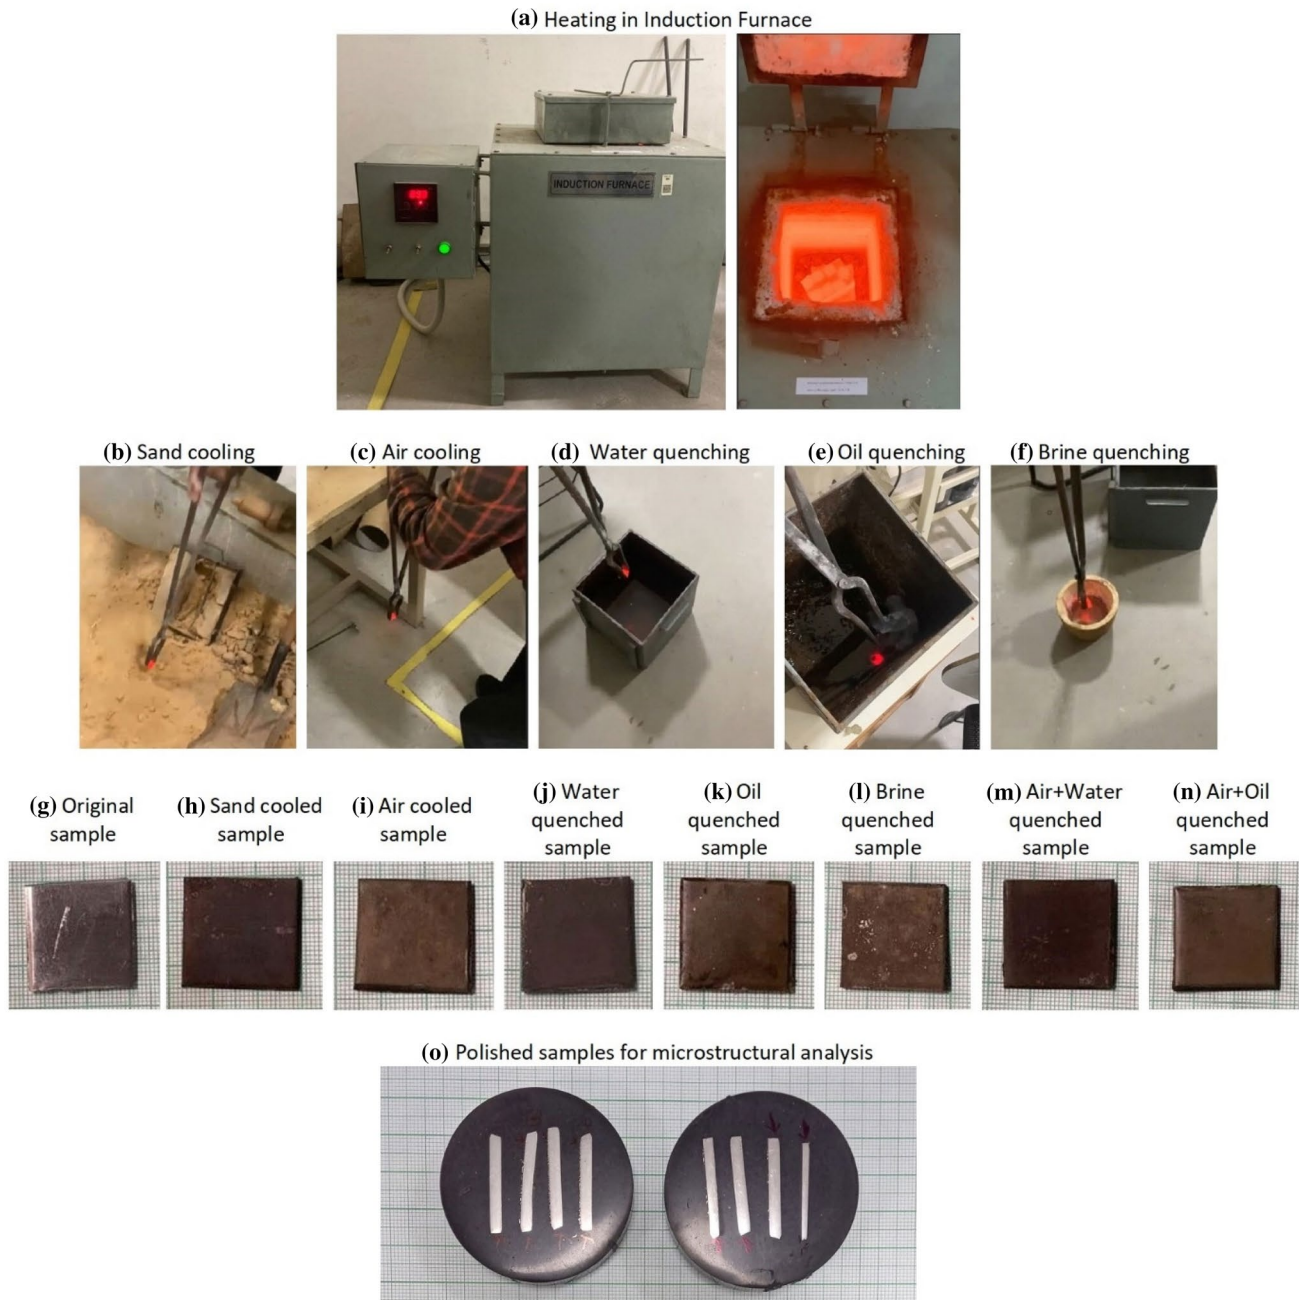 (a) Heating in Induction Furnace
INDUCTION FURNACE
(b) Sand cooling
(c) Air cooling
(d) Water quenching
(e) Oil quenching
(f) Brine quenching
(g) Original
sample
(h) Sand cooled
sample
(i) Air cooled
sample
(j) Water
quenched
sample
(k) Oil
quenched
sample
(l) Brine
quenched
sample
(m) Air+Water
quenched
sample
(n) Air+Oil
quenched
sample
(o) Polished samples for microstructural analysis